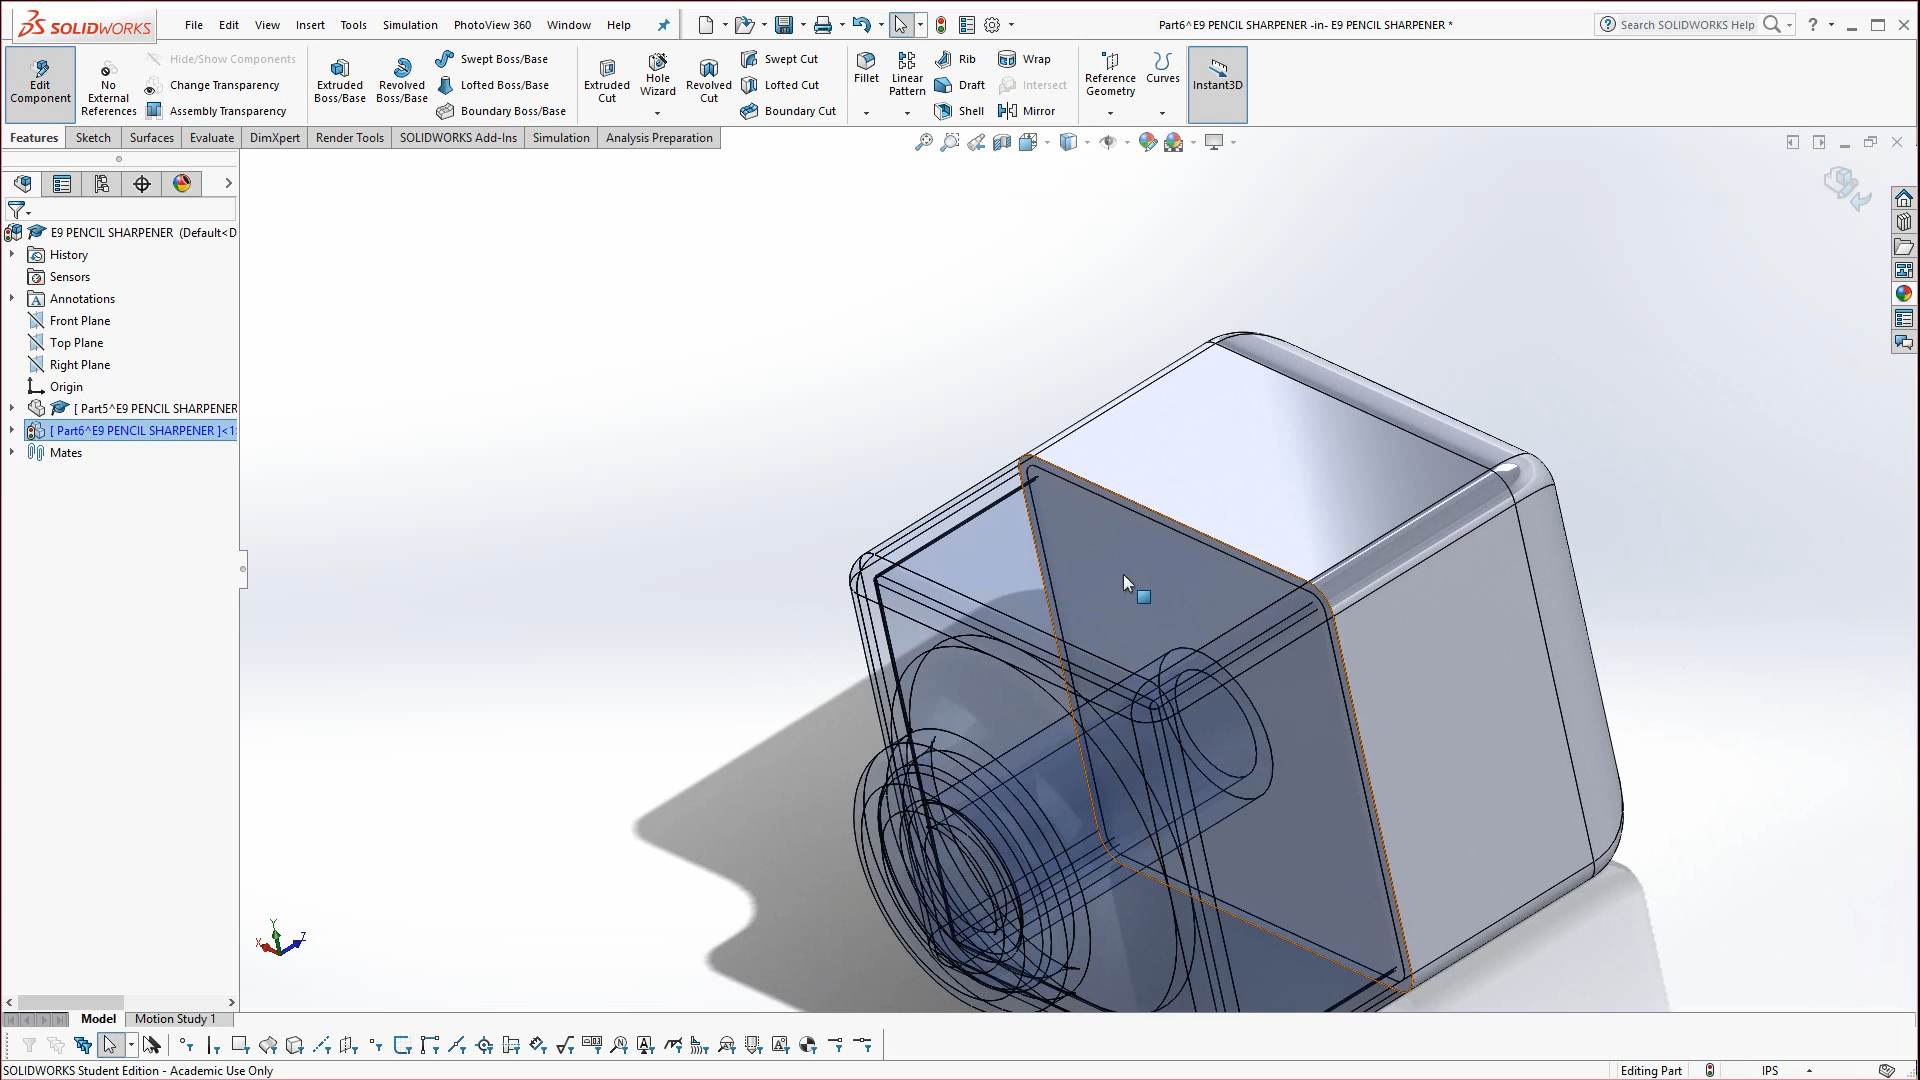 SOLIDWORKS
File Edit View Insert Tools Simulation PhotoView 360 Window Help
Part6^E9 PENCIL SHARPENER -in- E9 PENCIL SHARPENER *
Search SOLIDWORKS Help
Edit Component
No External References
Hide/Show Components
Change Transparency
Assembly Transparency
Extruded Boss/Base
Revolved Boss/Base
Swept Boss/Base
Lofted Boss/Base
Boundary Boss/Base
Extruded Cut
Hole Wizard
Revolved Cut
Swept Cut
Lofted Cut
Boundary Cut
Fillet
Linear Pattern
Rib
Draft
Shell
Wrap
Intersect
Mirror
Reference Geometry
Curves
Instant3D
Features Sketch Surfaces Evaluate DimXpert Render Tools SOLIDWORKS Add-Ins Simulation Analysis Preparation
E9 PENCIL SHARPENER (Default<D
History
Sensors
Annotations
Front Plane
Top Plane
Right Plane
Origin
[ Part5^E9 PENCIL SHARPENER
[ Part6^E9 PENCIL SHARPENER ]<1
Mates
Y
X
Z
Model Motion Study 1
SOLIDWORKS Student Edition - Academic Use Only
Editing Part
IPS